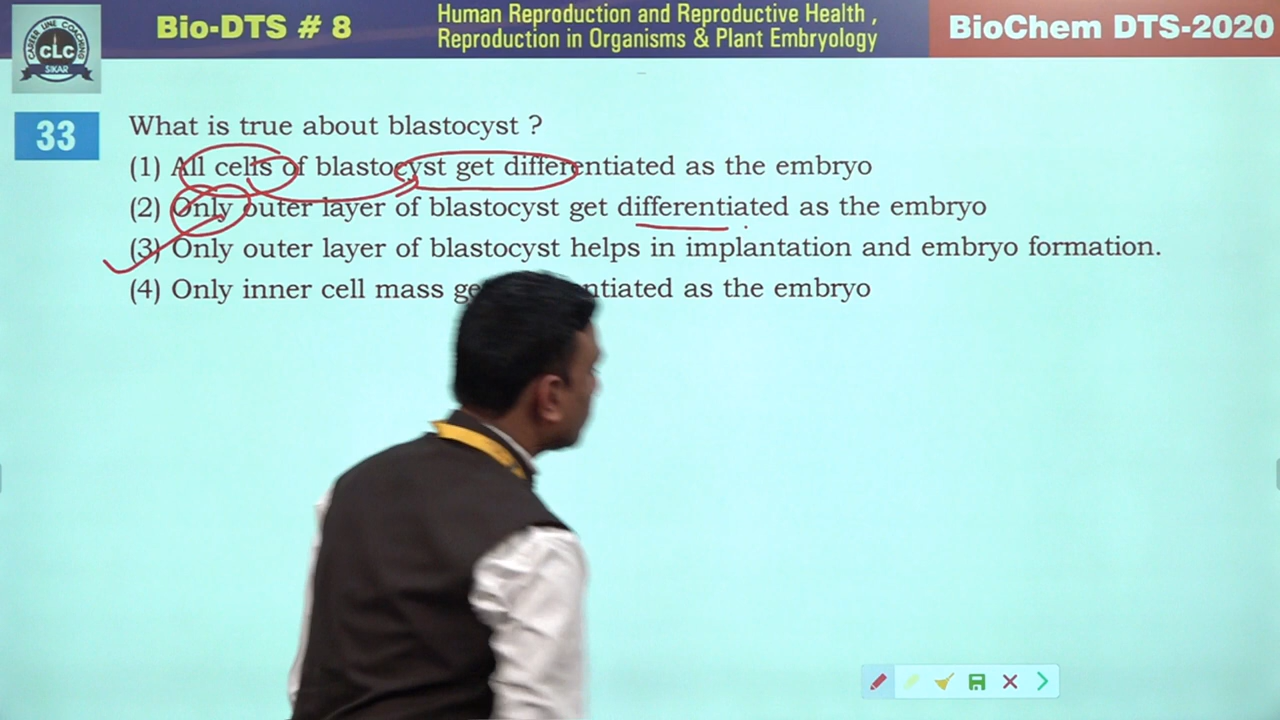 Bio-DTS # 8
Human Reproduction and Reproductive Health ,
Reproduction in Organisms & Plant Embryology
BioChem DTS-2020
CAREER LINE COACHING
CLC
SIKAR
33
What is true about blastocyst ?
(1) All cells of blastocyst get differentiated as the embryo
(2) Only outer layer of blastocyst get differentiated as the embryo
(3) Only outer layer of blastocyst helps in implantation and embryo formation.
(4) Only inner cell mass as the embryo